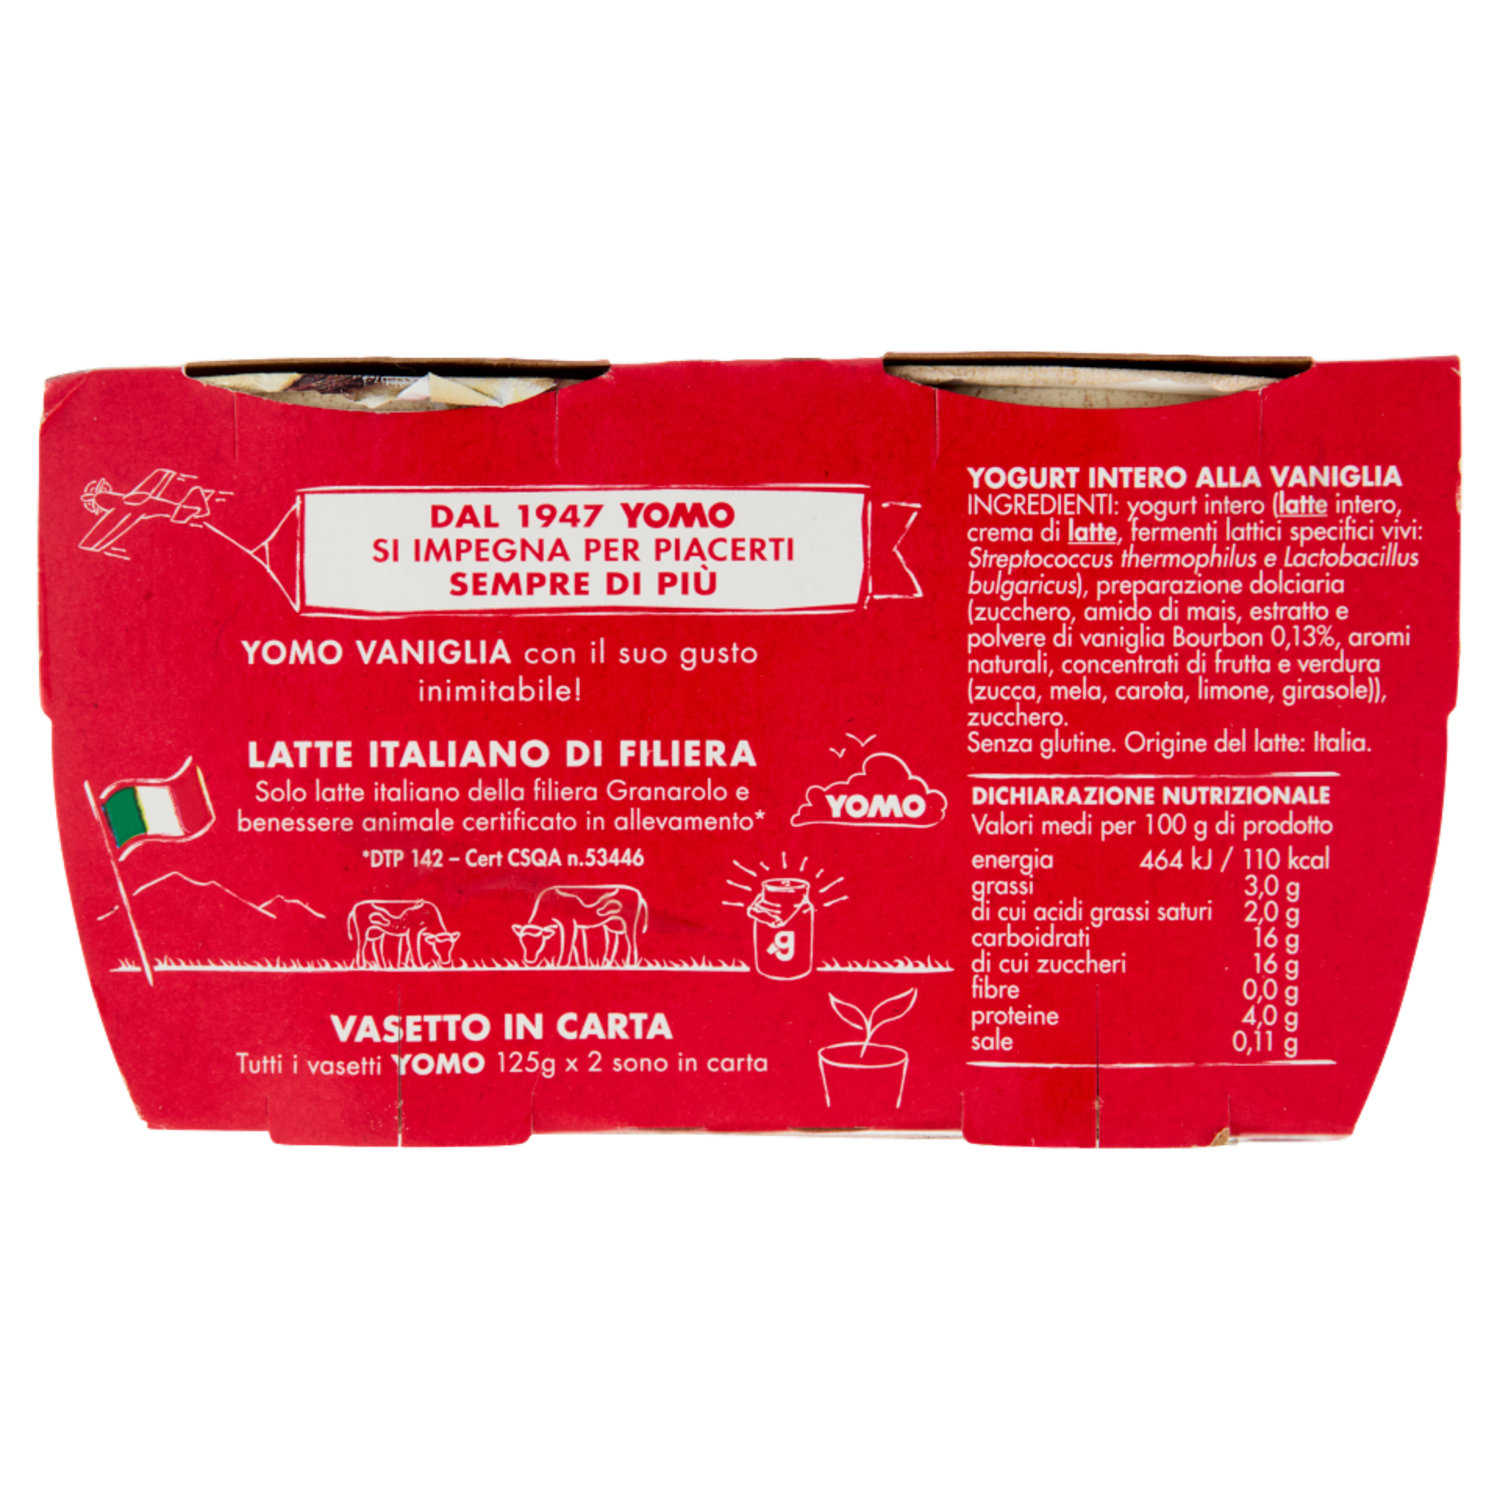 DAL 1947 YOMO
SI IMPEGNA PER PIACERTI
SEMPRE DI PIÙ
YOMO VANIGLIA con il suo gusto
inimitabile!
LATTE ITALIANO DI FILIERA
Solo latte italiano della filiera Granarolo e
benessere animale certificato in allevamento*
*DTP 142 – Cert CSQA n.53446
YOMO
g
VASETTO IN CARTA
Tutti i vasetti YOMO 125g x 2 sono in carta
YOGURT INTERO ALLA VANIGLIA
INGREDIENTI: yogurt intero (latte intero,
crema di latte, fermenti lattici specifici vivi:
Streptococcus thermophilus e Lactobacillus
bulgaricus), preparazione dolciaria
(zucchero, amido di mais, estratto e
polvere di vaniglia Bourbon 0,13%, aromi
naturali, concentrati di frutta e verdura
(zucca, mela, carota, limone, girasole)),
zucchero.
Senza glutine. Origine del latte: Italia.
DICHIARAZIONE NUTRIZIONALE
Valori medi per 100 g di prodotto
energia 464 kJ / 110 kcal
grassi 3,0 g
di cui acidi grassi saturi 2,0 g
carboidrati 16 g
di cui zuccheri 16 g
fibre 0,0 g
proteine 4,0 g
sale 0,11 g